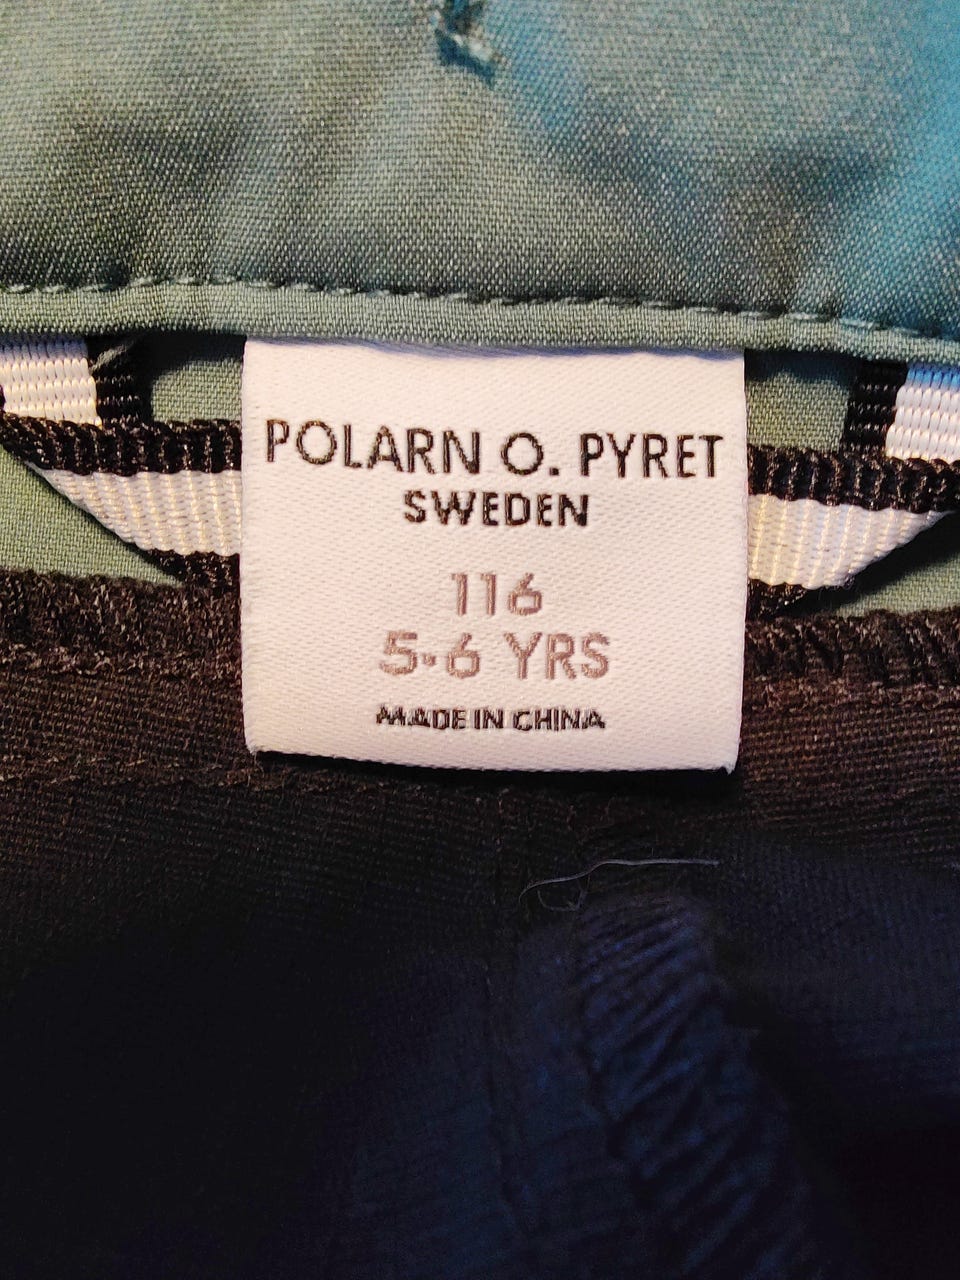 POLARN O. PYRET
SWEDEN
116
5-6 YRS
MADE IN CHINA